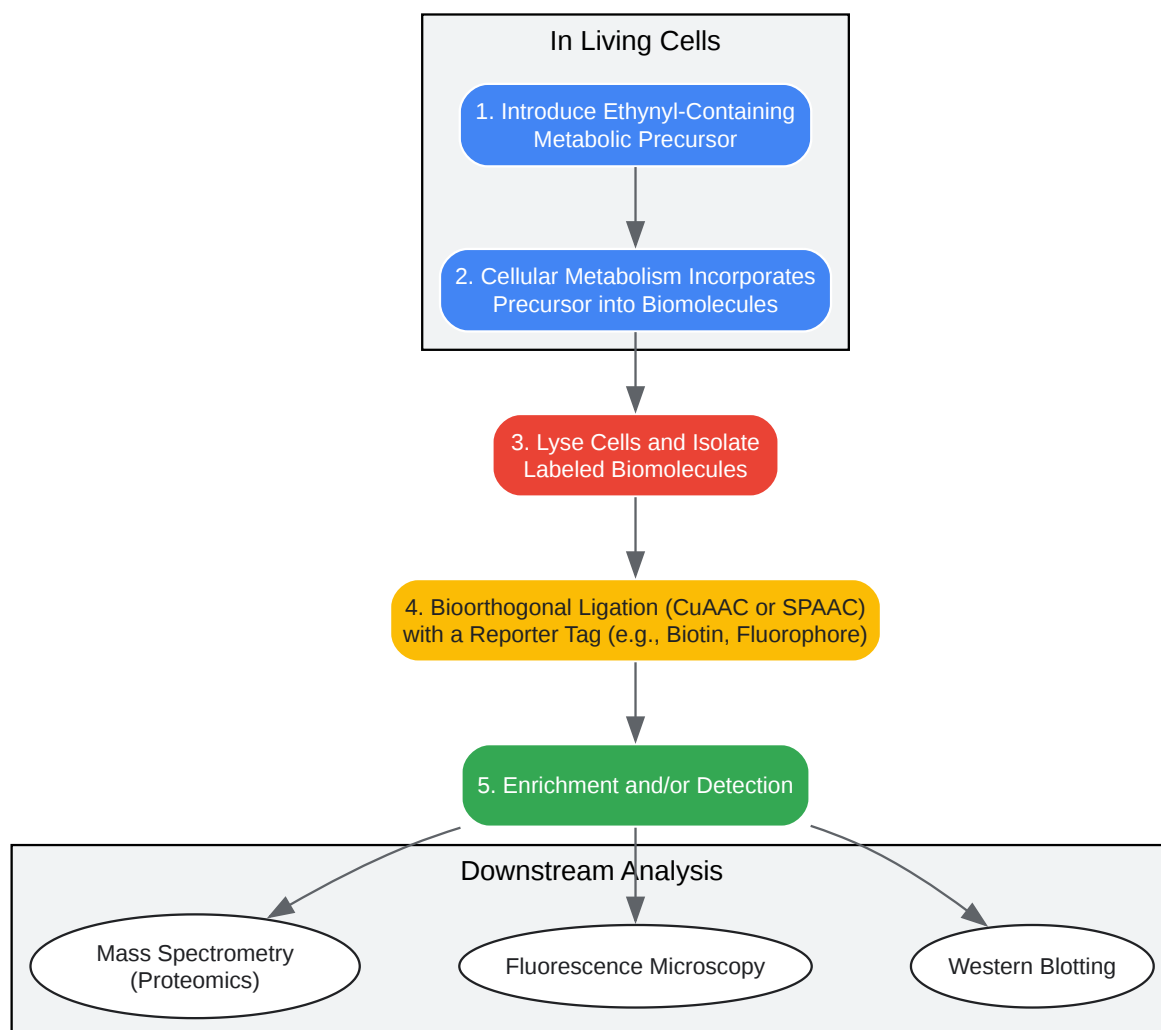 In Living Cells
1. Introduce Ethynyl-Containing
Metabolic Precursor
2. Cellular Metabolism Incorporates
Precursor into Biomolecules
3. Lyse Cells and Isolate
Labeled Biomolecules
4. Bioorthogonal Ligation (CuAAC or SPAAC)
with a Reporter Tag (e.g., Biotin, Fluorophore)
5. Enrichment and/or Detection
Downstream Analysis
Mass Spectrometry
(Proteomics)
Fluorescence Microscopy
Western Blotting